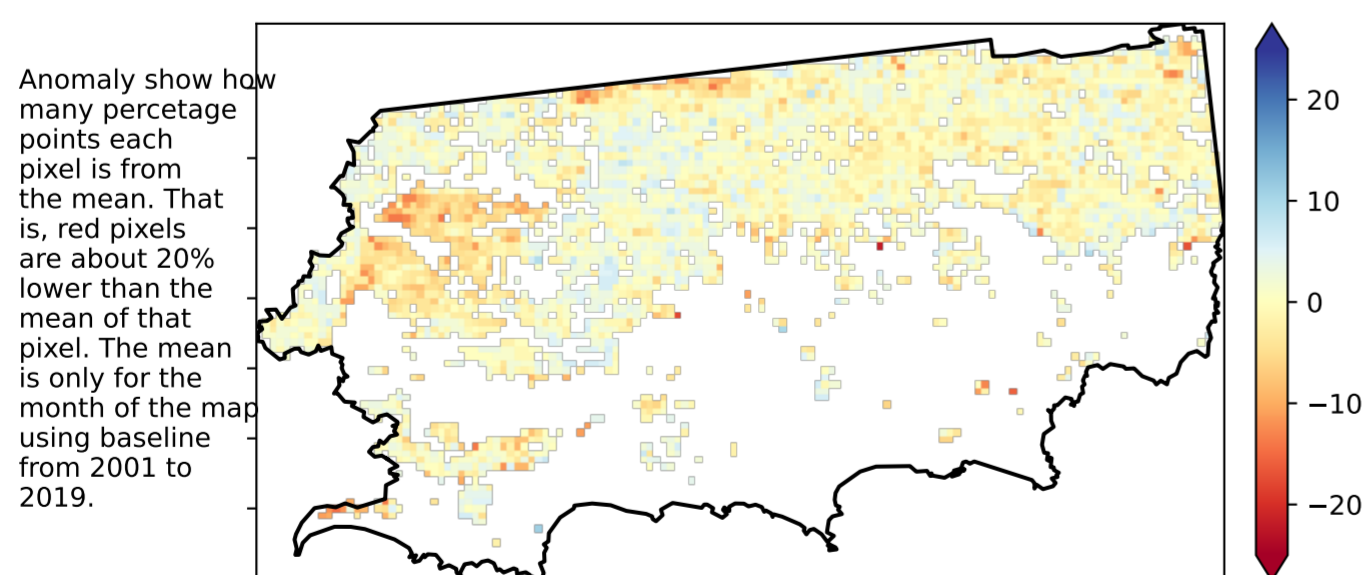 Anomaly show how
many percetage
points each
pixel is from
the mean. That
is, red pixels
are about 20%
lower than the
mean of that
pixel. The mean
is only for the
month of the map
using baseline
from 2001 to
2019.
20
10
0
−10
−20